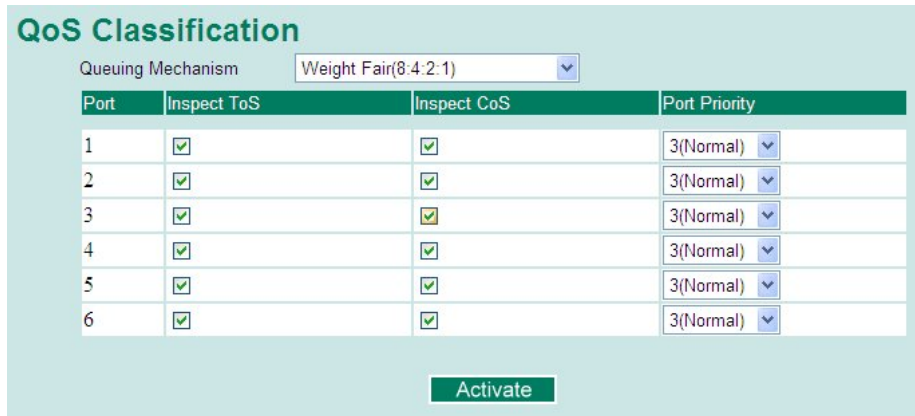 QoS Classification
Queuing Mechanism Weight Fair(8:4:2:1)
Port Inspect ToS Inspect CoS Port Priority
1 3(Normal)
2 3(Normal)
3 3(Normal)
4 3(Normal)
5 3(Normal)
6 3(Normal)
Activate